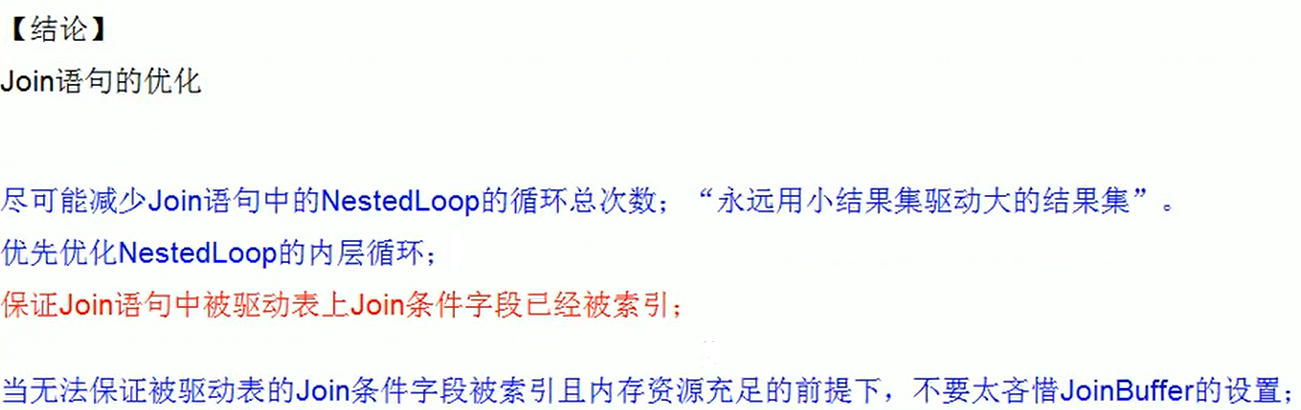 【结论】
Join语句的优化
尽可能减少Join语句中的NestedLoop的循环总次数；“永远用小结果集驱动大的结果集”。
优先优化NestedLoop的内层循环；
保证Join语句中被驱动表上Join条件字段已经被索引；
当无法保证被驱动表的Join条件字段被索引且内存资源充足的前提下，不要太吝惜JoinBuffer的设置；